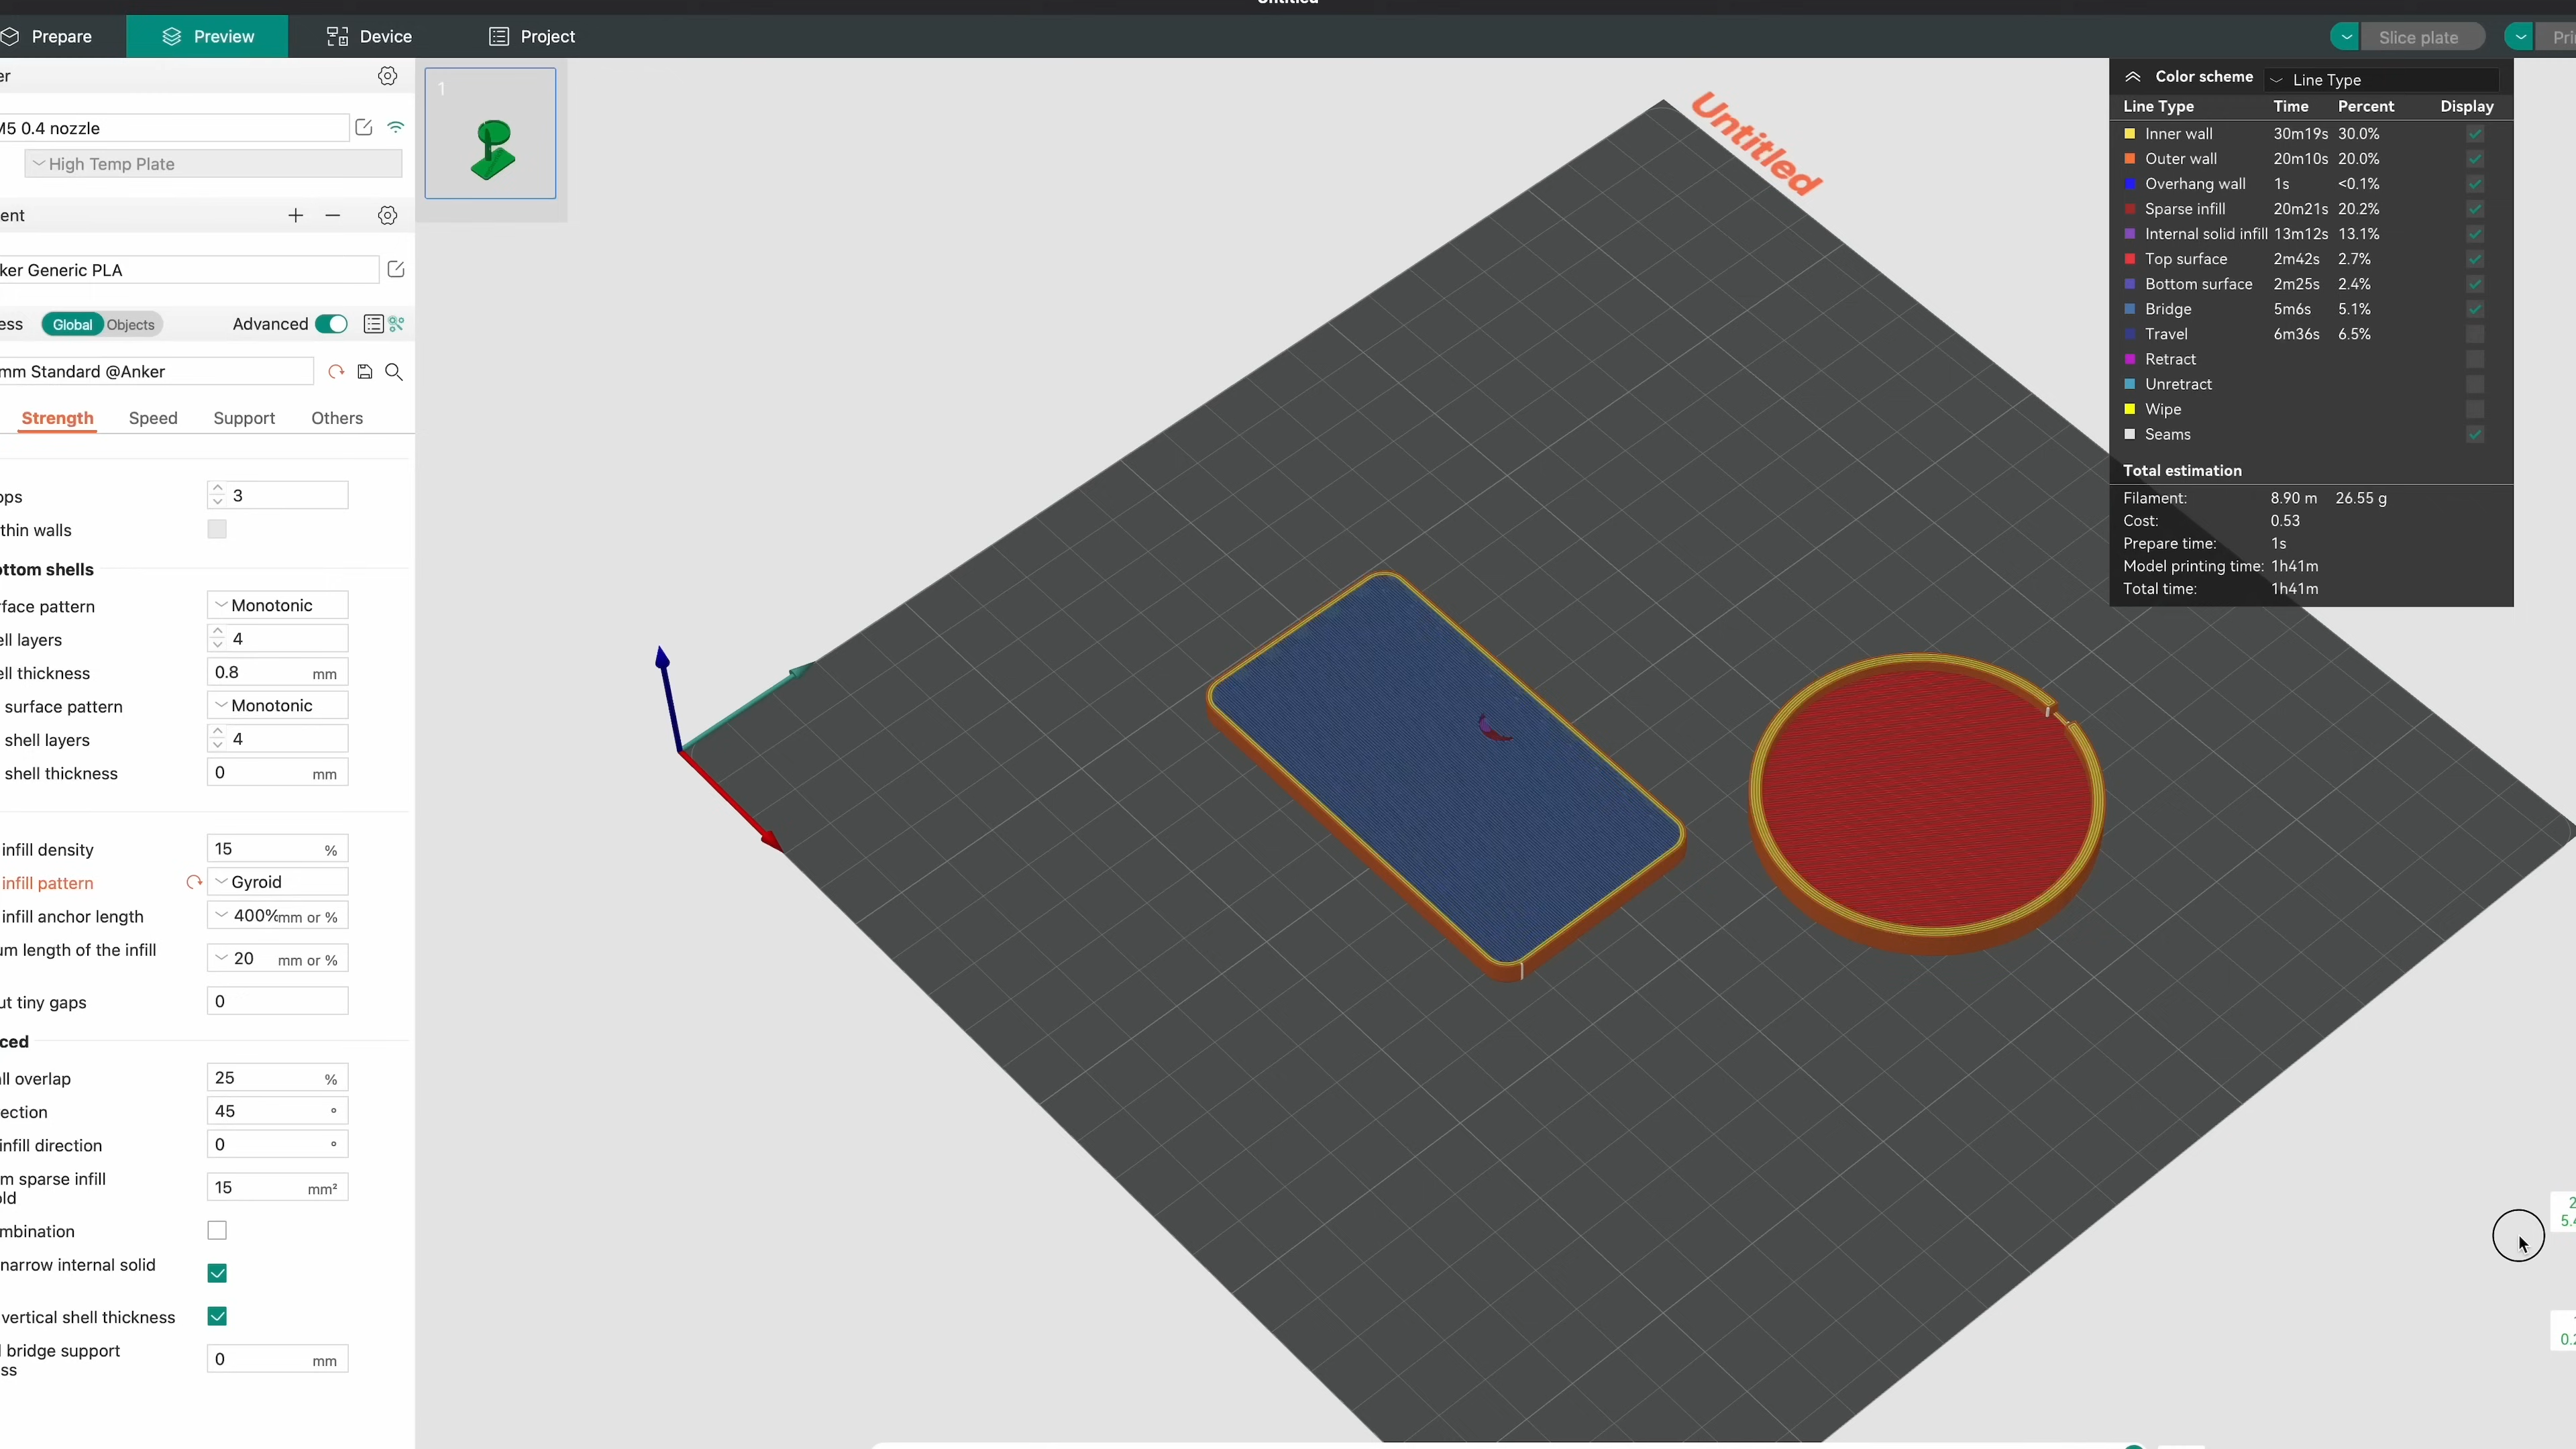 Untitled
Prepare
Preview
Device
Project
Slice plate
er
M5 0.4 nozzle
High Temp Plate
ent
ker Generic PLA
ess Global Objects Advanced
mm Standard @Anker
Strength Speed Support Others
ops 3
thin walls
ottom shells
face pattern Monotonic
ell layers 4
ell thickness 0.8 mm
surface pattern Monotonic
shell layers 4
shell thickness 0 mm
infill density 15 %
infill pattern Gyroid
infill anchor length 400% mm or %
um length of the infill 20 mm or %
ut tiny gaps 0
ced
ll overlap 25 %
ection 45 °
infill direction 0 °
m sparse infill
old 15 mm²
mbination
narrow internal solid
vertical shell thickness
bridge support
ss 0 mm
1
Untitled
Color scheme Line Type
Line Type Time Percent Display
Inner wall 30m19s 30.0%
Outer wall 20m10s 20.0%
Overhang wall 1s <0.1%
Sparse infill 20m21s 20.2%
Internal solid infill 13m12s 13.1%
Top surface 2m42s 2.7%
Bottom surface 2m25s 2.4%
Bridge 5m6s 5.1%
Travel 6m36s 6.5%
Retract
Unretract
Wipe
Seams
Total estimation
Filament: 8.90 m 26.55 g
Cost: 0.53
Prepare time: 1s
Model printing time: 1h41m
Total time: 1h41m